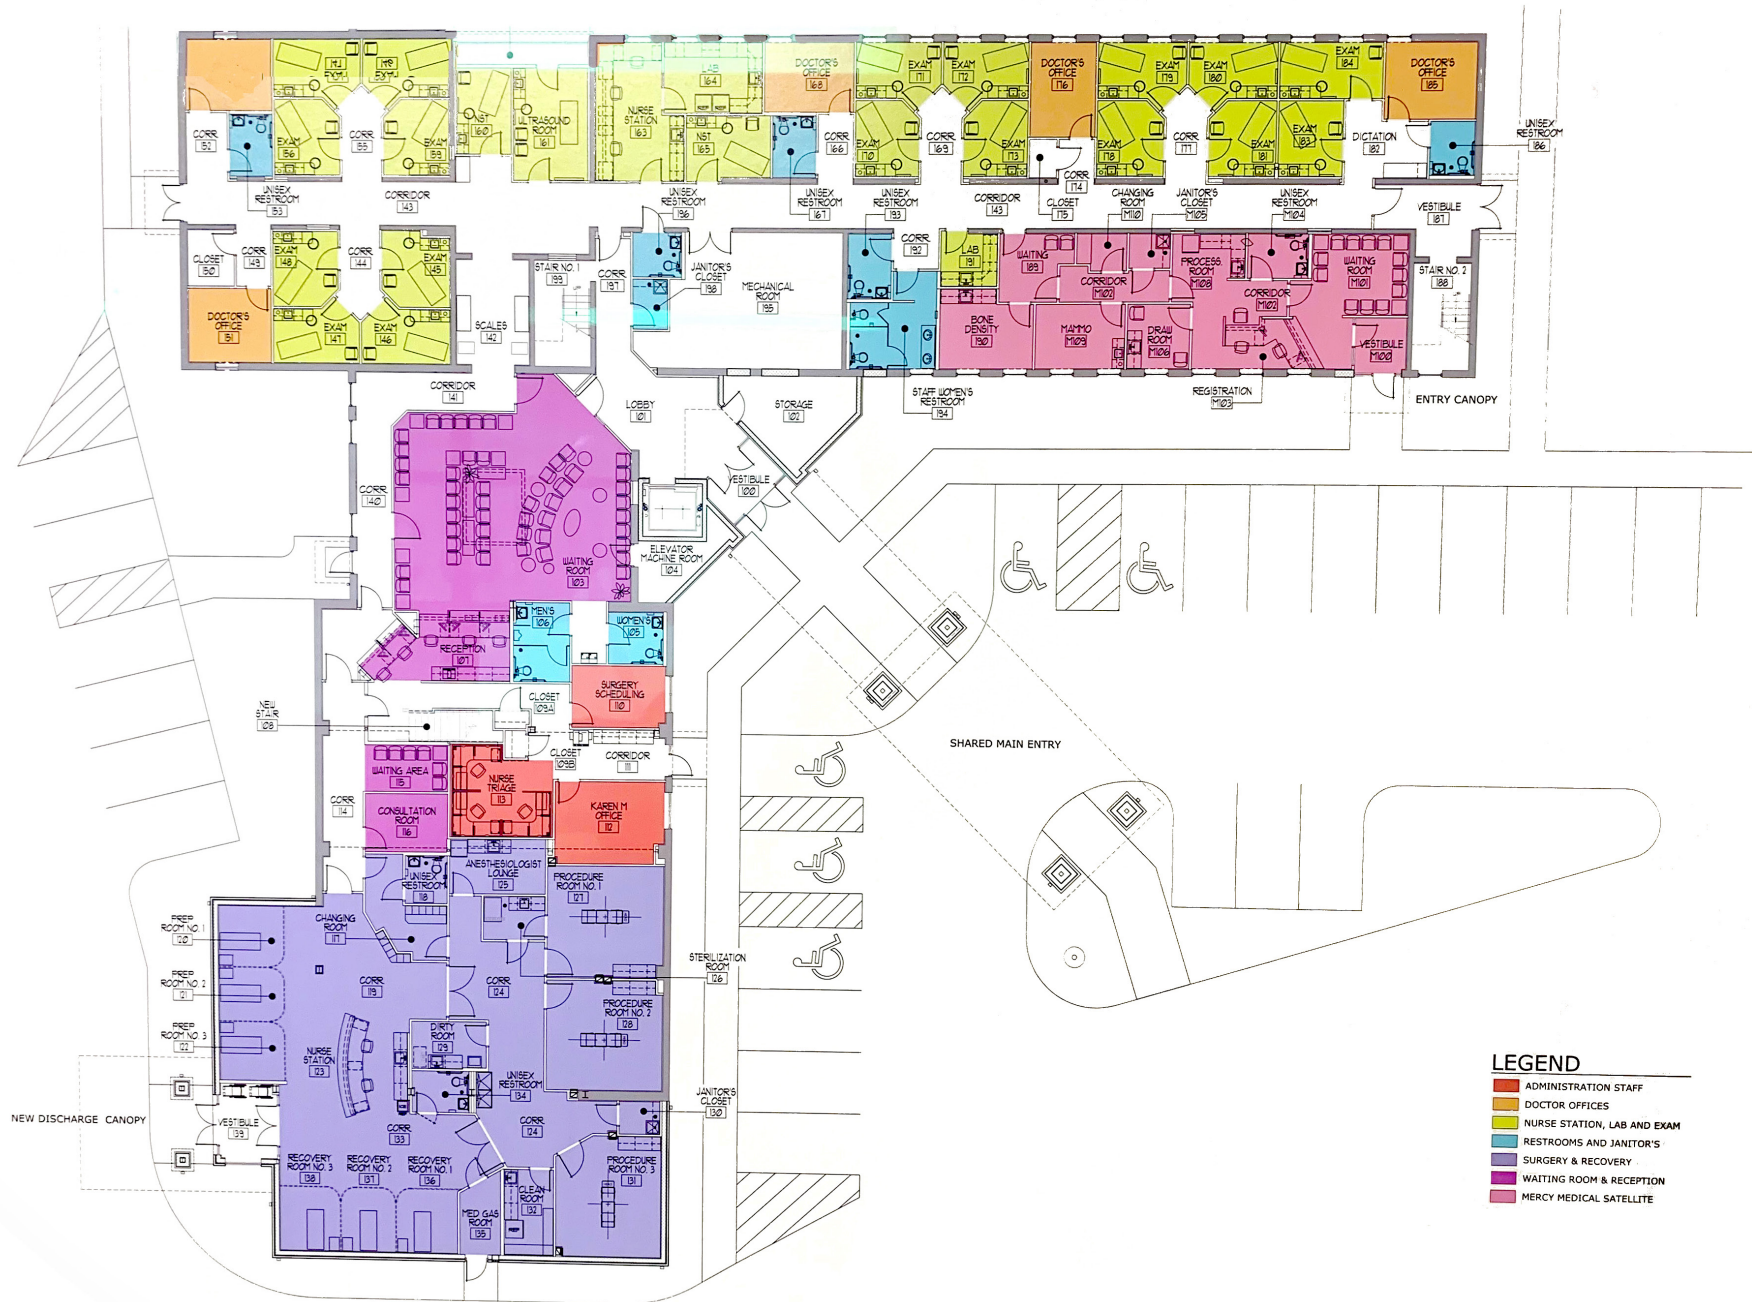 EXAM
EXAM
NST
160
ULTRASOUND
ROOM
161
NURSE
STATION
163
LAB
164
NST
165
DOCTOR'S
OFFICE
168
EXAM
171
EXAM
172
DOCTOR'S
OFFICE
176
EXAM
179
EXAM
180
EXAM
184
DOCTOR'S
OFFICE
185
CORR.
152
EXAM
156
CORR.
155
EXAM
159
CORR.
166
EXAM
170
CORR.
169
EXAM
173
EXAM
178
CORR.
177
EXAM
181
EXAM
183
DICTATION
182
UNISEX
RESTROOM
186
UNISEX
RESTROOM
153
CORRIDOR
143
UNISEX
RESTROOM
196
UNISEX
RESTROOM
167
UNISEX
RESTROOM
193
CORRIDOR
143
CLOSET
175
CORR.
174
CHANGING
ROOM
M110
JANITOR'S
CLOSET
M105
UNISEX
RESTROOM
M104
VESTIBULE
187
CLOSET
150
CORR.
149
EXAM
148
CORR.
144
EXAM
145
DOCTOR'S
OFFICE
151
EXAM
147
EXAM
146
SCALES
142
STAIR NO. 1
199
CORR.
197
JANITOR'S
CLOSET
198
MECHANICAL
ROOM
195
CORR.
192
LAB
191
WAITING
189
CORRIDOR
M102
PROCESS.
ROOM
M108
CORRIDOR
M102
WAITING
ROOM
M101
STAIR NO. 2
188
BONE
DENSITY
190
MAMMO
M109
DRAW
ROOM
M106
VESTIBULE
M100
REGISTRATION
M103
STAFF WOMEN'S
RESTROOM
194
ENTRY CANOPY
CORRIDOR
141
LOBBY
101
STORAGE
102
VESTIBULE
100
CORR.
140
WAITING
ROOM
103
ELEVATOR
MACHINE ROOM
104
MEN'S
106
WOMEN'S
105
RECEPTION
107
SURGERY
SCHEDULING
110
NEW
STAIR
108
CLOSET
109A
CLOSET
109B
CORRIDOR
111
SHARED MAIN ENTRY
WAITING AREA
115
NURSE
TRIAGE
113
KAREN M
OFFICE
112
CORR.
114
CONSULTATION
ROOM
116
ANESTHESIOLOGIST
LOUNGE
125
UNISEX
RESTROOM
118
PROCEDURE
ROOM NO. 1
127
PREP
ROOM NO. 1
120
CHANGING
ROOM
117
STERILIZATION
ROOM
126
PREP
ROOM NO. 2
121
CORR.
119
CORR.
124
PROCEDURE
ROOM NO. 2
128
PREP
ROOM NO. 3
122
NURSE
STATION
123
DIRTY
ROOM
129
UNISEX
RESTROOM
134
JANITOR'S
CLOSET
130
NEW DISCHARGE CANOPY
VESTIBULE
139
CORR.
133
CORR.
124
RECOVERY
ROOM NO. 3
138
RECOVERY
ROOM NO. 2
137
RECOVERY
ROOM NO. 1
136
PROCEDURE
ROOM NO. 3
131
CLEAN
ROOM
132
MED GAS
ROOM
135
LEGEND
ADMINISTRATION STAFF
DOCTOR OFFICES
NURSE STATION, LAB AND EXAM
RESTROOMS AND JANITOR'S
SURGERY & RECOVERY
WAITING ROOM & RECEPTION
MERCY MEDICAL SATELLITE